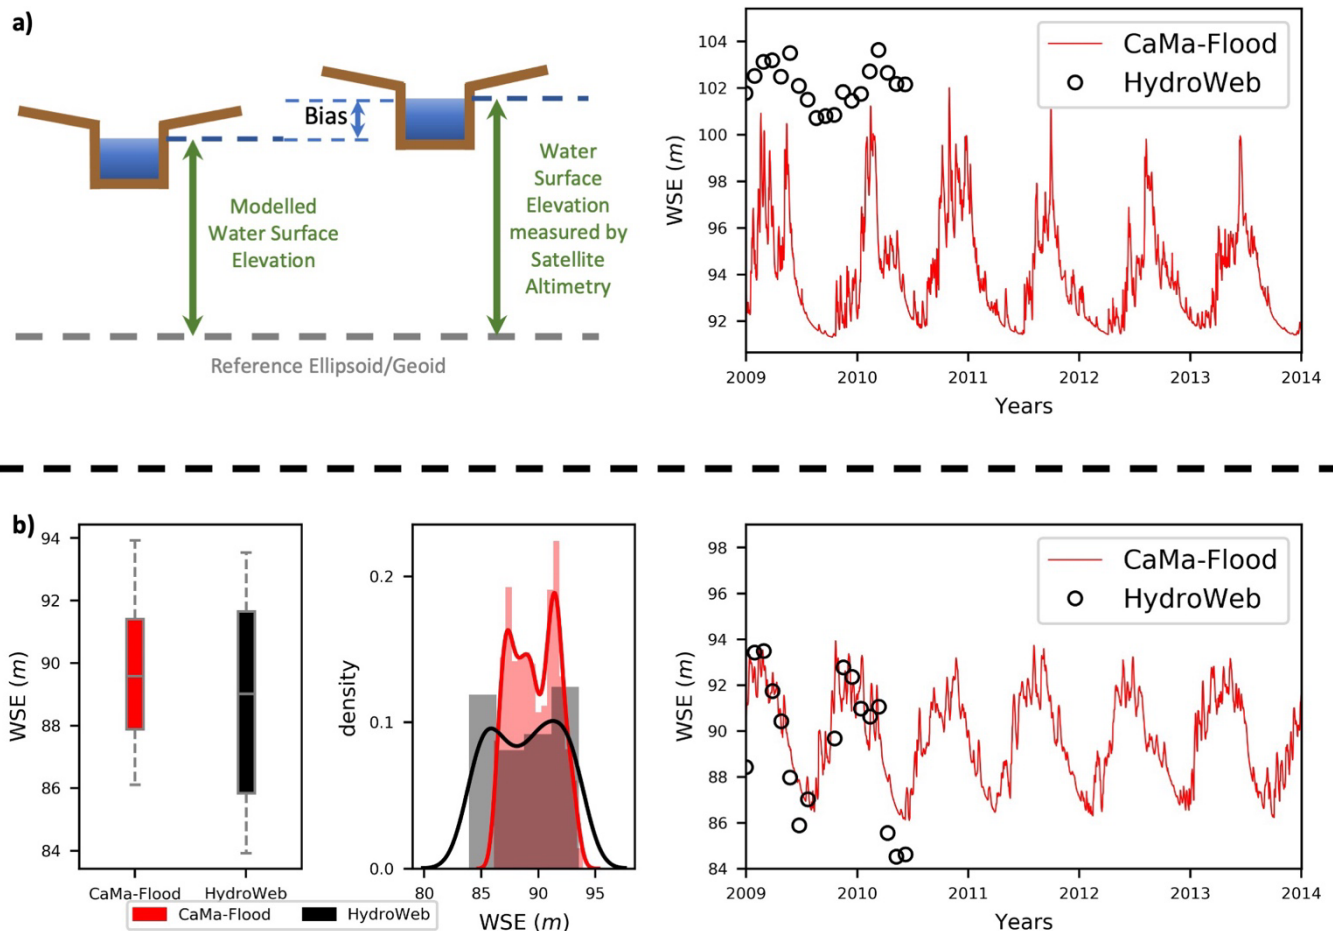 a)
Bias
Modelled
Water Surface
Elevation
Water
Surface
Elevation
measured by
Satellite
Altimetry
Reference Ellipsoid/Geoid
WSE (m)
104
102
100
98
96
94
92
CaMa-Flood
HydroWeb
2009 2010 2011 2012 2013 2014
Years
b)
WSE (m)
94
92
90
88
86
84
CaMa-Flood HydroWeb
density
0.2
0.1
0.0
80 85 90 95
WSE (m)
CaMa-Flood HydroWeb
WSE (m)
98
96
94
92
90
88
86
84
CaMa-Flood
HydroWeb
2009 2010 2011 2012 2013 2014
Years